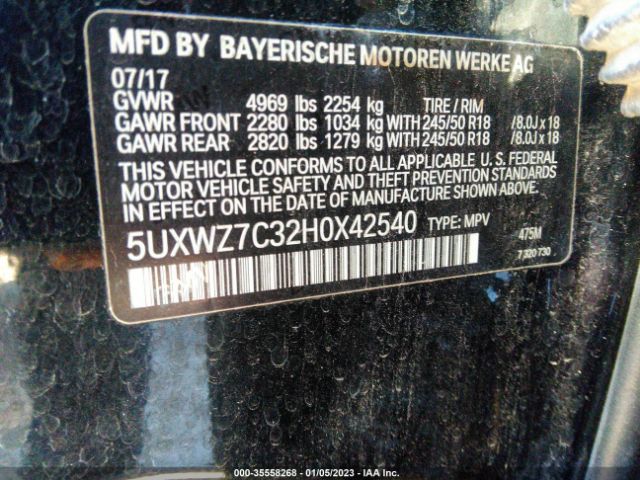 MFD BY BAYERISCHE MOTOREN WERKE AG
07/17
GVWR 4969 lbs 2254 kg TIRE / RIM
GAWR FRONT 2280 lbs 1034 kg WITH 245/50 R18 /8.0J x 18
GAWR REAR 2820 lbs 1279 kg WITH 245/50 R18 /8.0J x 18
THIS VEHICLE CONFORMS TO ALL APPLICABLE U. S. FEDERAL
MOTOR VEHICLE SAFETY AND THEFT PREVENTION STANDARDS
IN EFFECT ON THE DATE OF MANUFACTURE SHOWN ABOVE.
5UXWZ7C32H0X42540 TYPE: MPV 475M
7320730
000-35558268 - 01/05/2023 - IAA Inc.